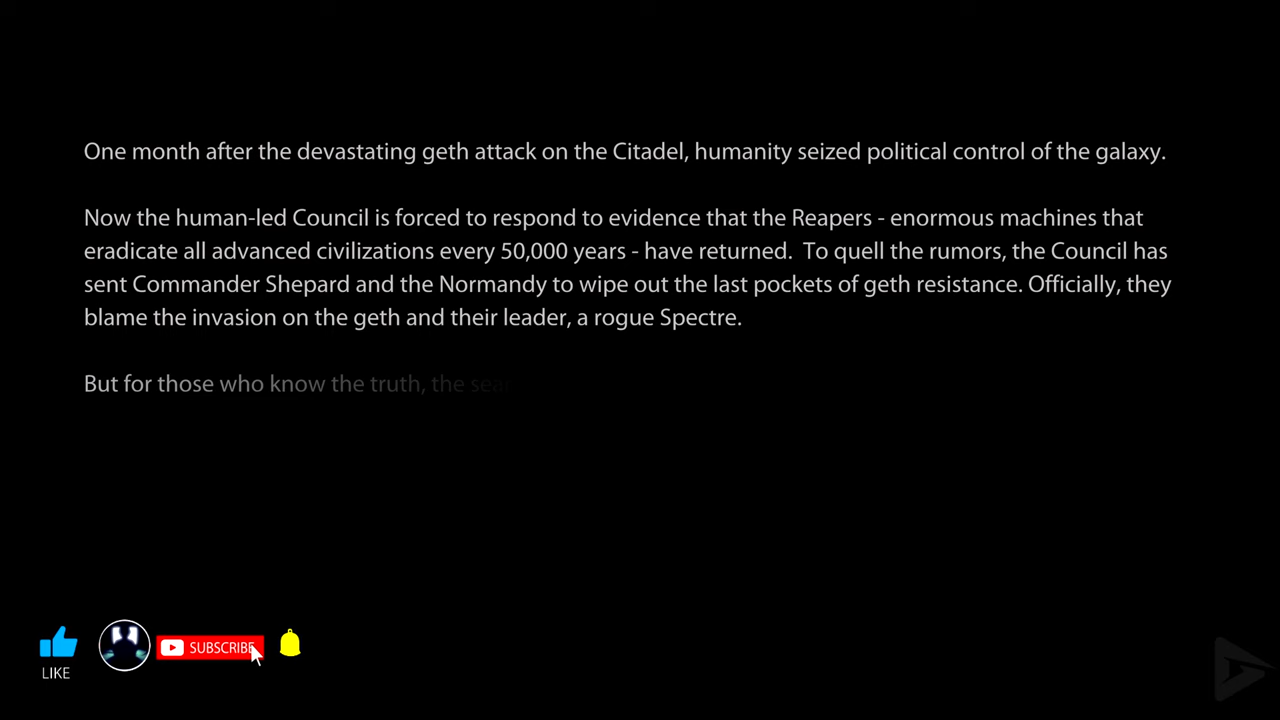 One month after the devastating geth attack on the Citadel, humanity seized political control of the galaxy.
Now the human-led Council is forced to respond to evidence that the Reapers - enormous machines that
eradicate all advanced civilizations every 50,000 years - have returned.  To quell the rumors, the Council has
sent Commander Shepard and the Normandy to wipe out the last pockets of geth resistance. Officially, they
blame the invasion on the geth and their leader, a rogue Spectre.
But for those who know the truth, the
SUBSCRIBE
LIKE